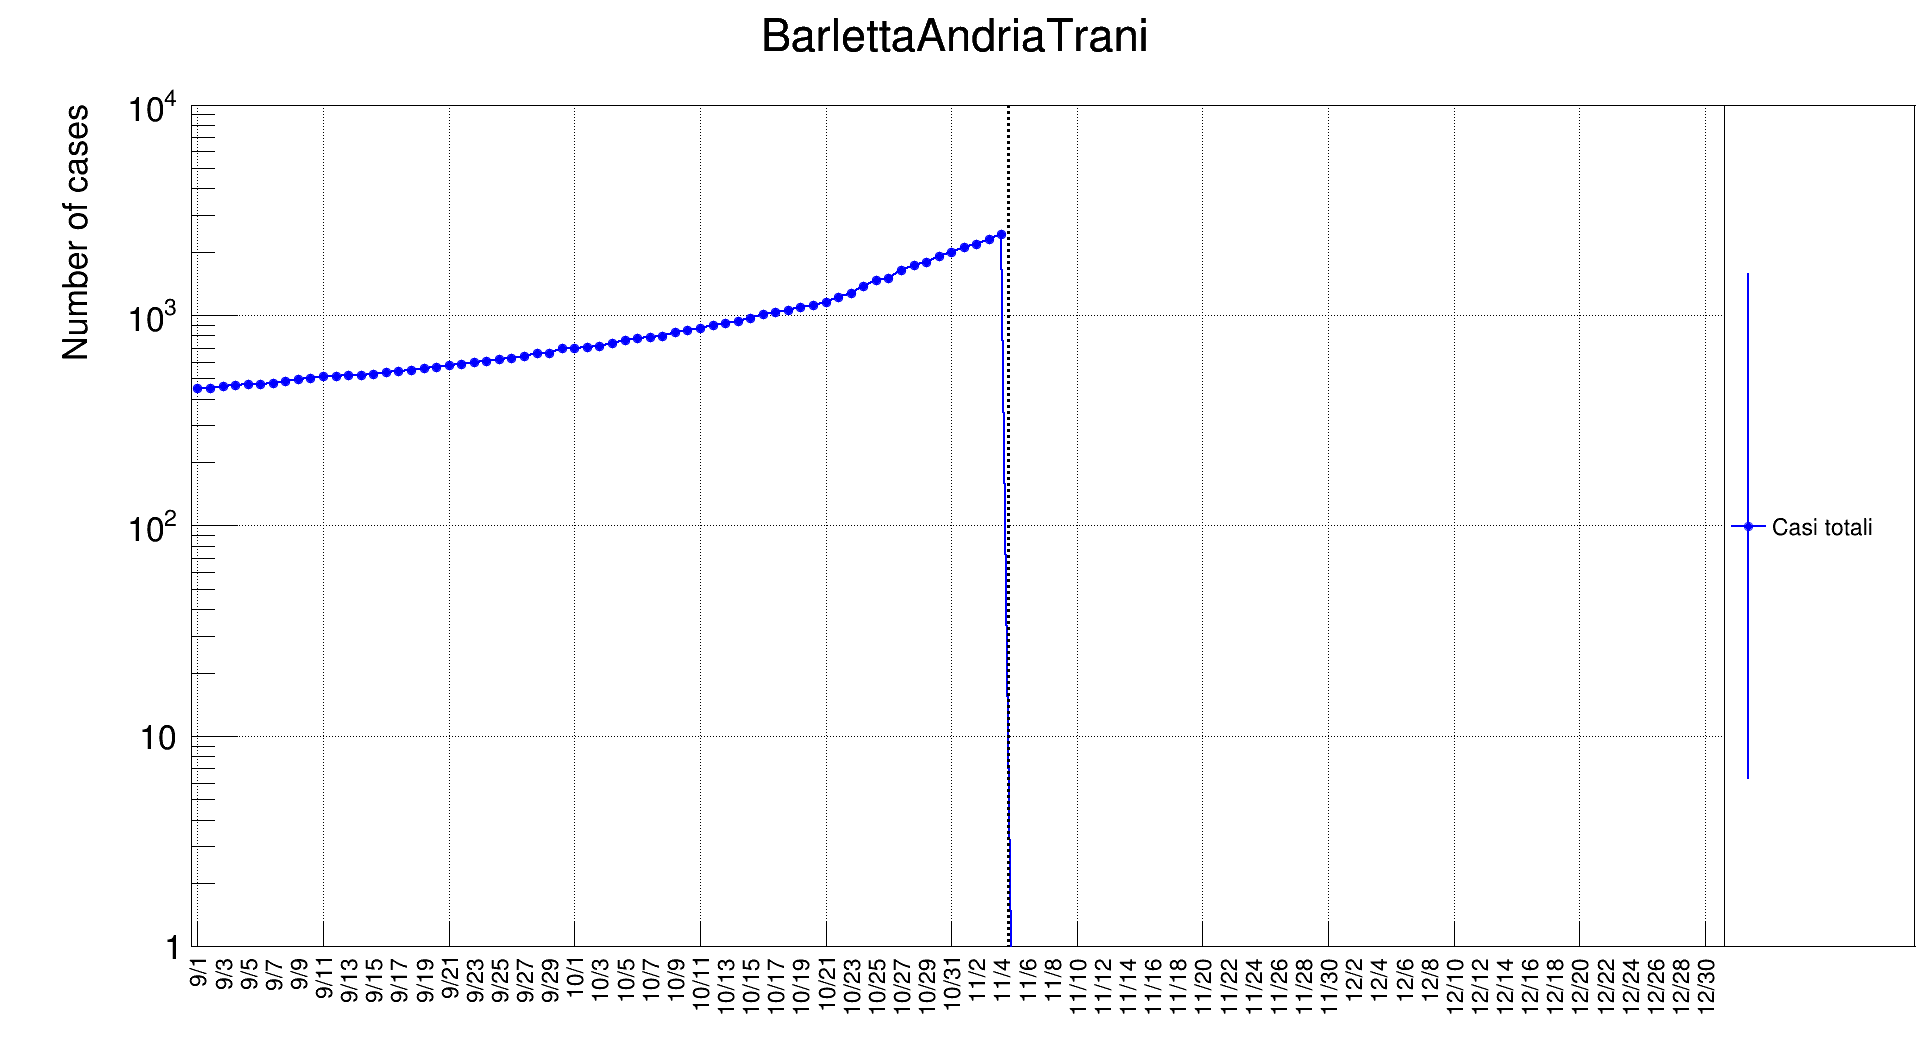 BarlettaAndriaTrani
Number of cases
10⁴
10³
10²
10
1
9/1 9/3 9/5 9/7 9/9 9/11 9/13 9/15 9/17 9/19 9/21 9/23 9/25 9/27 9/29 10/1 10/3 10/5 10/7 10/9 10/11 10/13 10/15 10/17 10/19 10/21 10/23 10/25 10/27 10/29 10/31 11/2 11/4 11/6 11/8 11/10 11/12 11/14 11/16 11/18 11/20 11/22 11/24 11/26 11/28 11/30 12/2 12/4 12/6 12/8 12/10 12/12 12/14 12/16 12/18 12/20 12/22 12/24 12/26 12/28 12/30
Casi totali